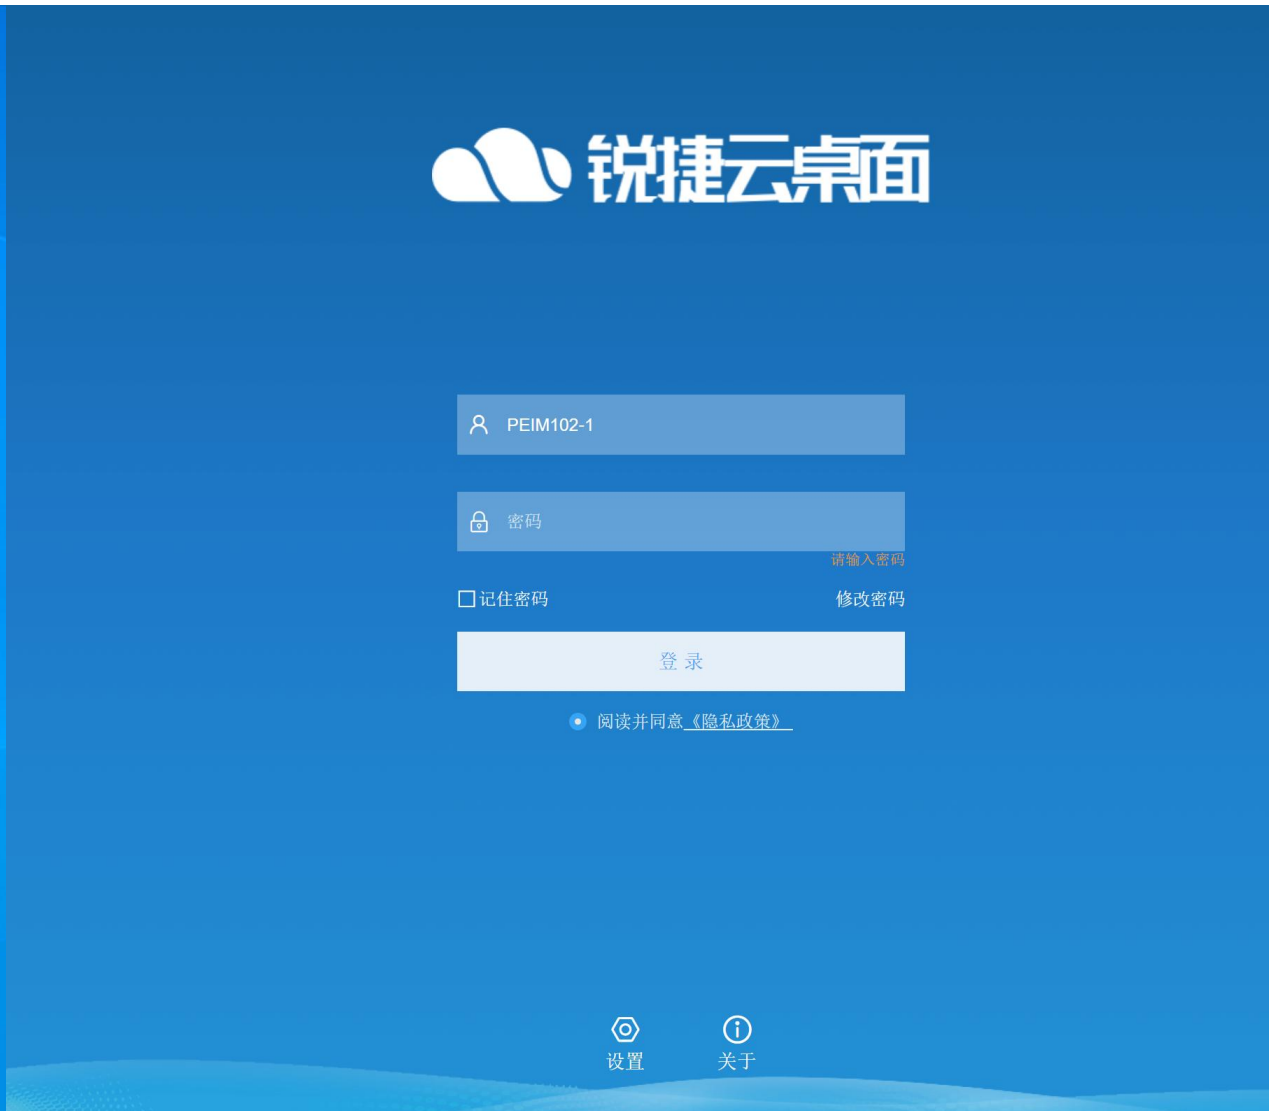 锐捷云桌面
PEIM102-1
密码
请输入密码
记住密码 修改密码
登录
阅读并同意《隐私政策》
设置 关于